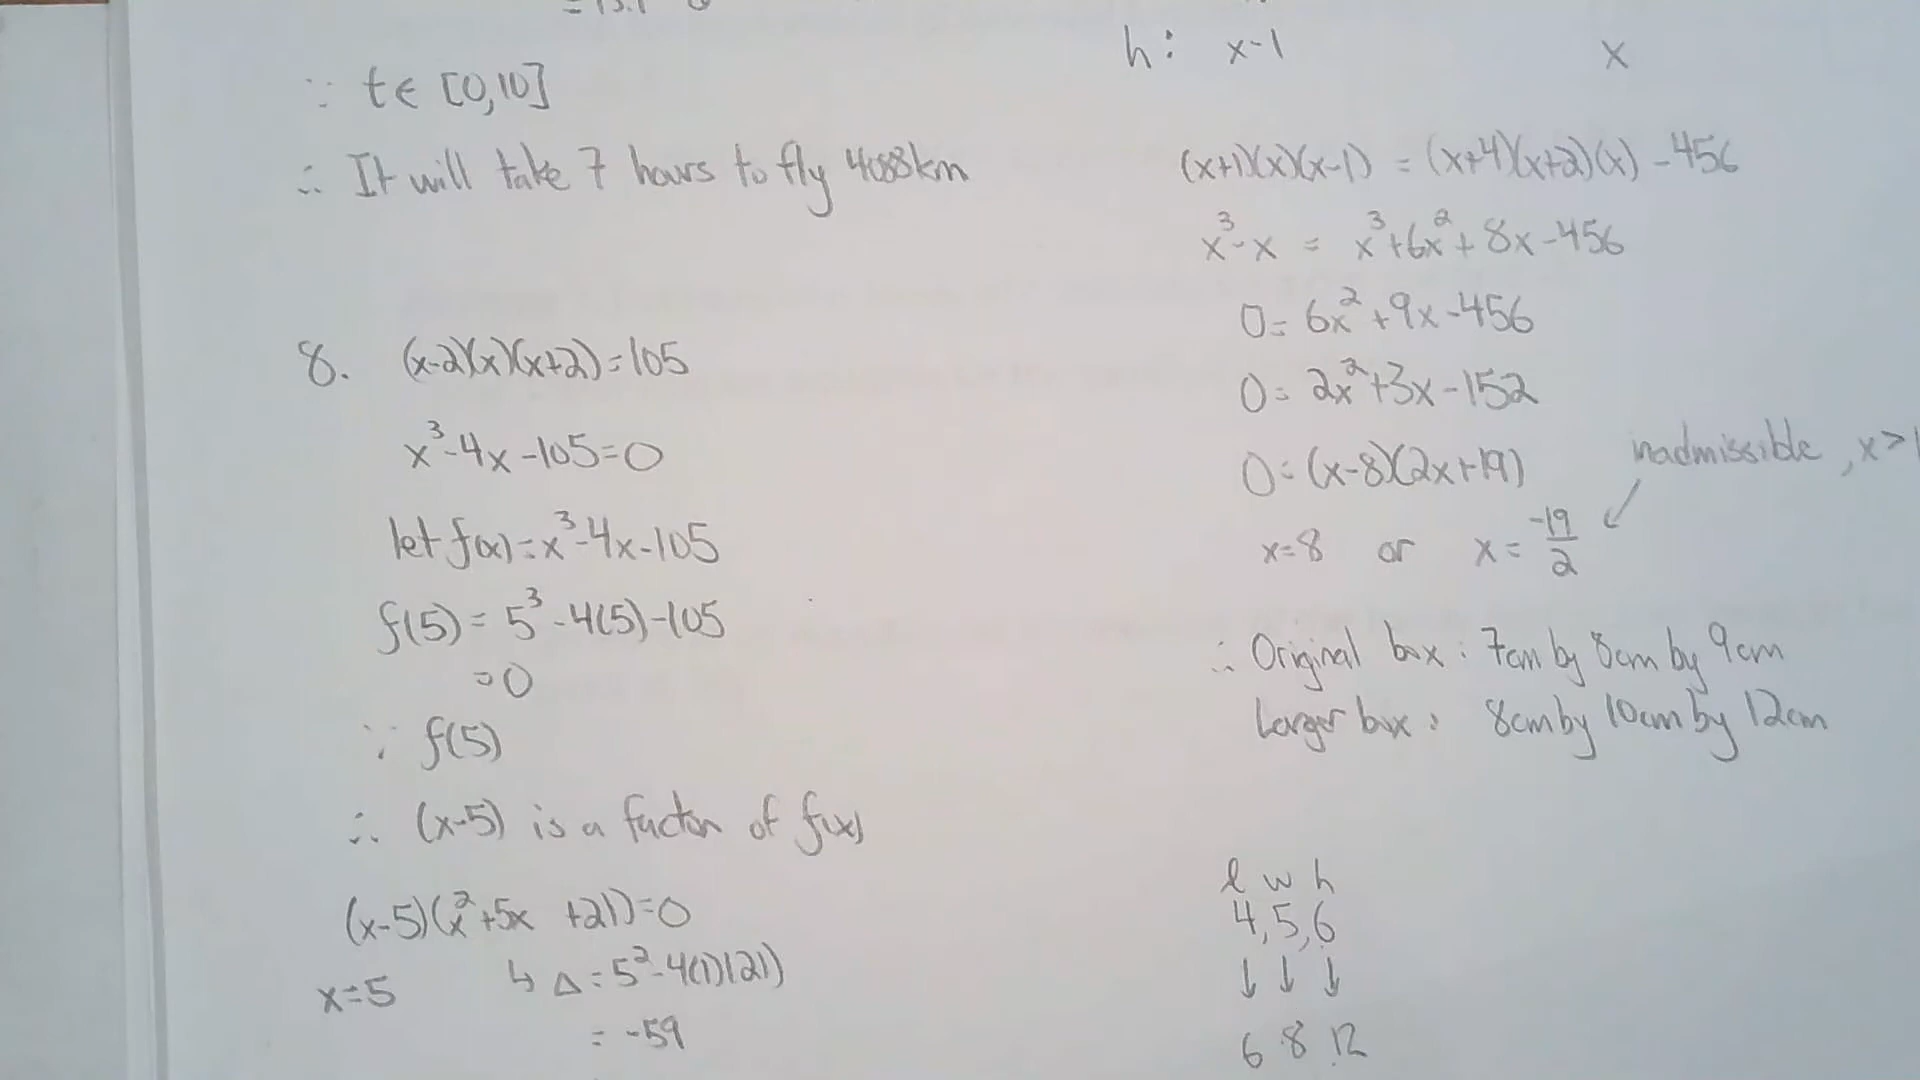 ∵ t∈ [0,10]
∴ It will take 7 hours to fly 4088km
8. (x-2)(x)(x+2)=105
x³-4x-105=0
let f(x)=x³-4x-105
f(5)= 5³-4(5)-105
=0
∵ f(5)
∴ (x-5) is a factor of f(x)
(x-5)(x²+5x +21)=0
x=5 ↳ Δ=5²-4(1)(21)
= -59
h: x-1 x
(x+1)(x)(x-1) = (x+4)(x+2)(x) -456
x³-x = x³+6x²+8x-456
0= 6x²+9x-456
0= 2x²+3x-152
0=(x-8)(2x+19)
inadmissible, x>1
x=8 or x= -19/2
∴ Original box: 7cm by 8cm by 9cm
Larger box: 8cm by 10cm by 12cm
l w h
4,5,6
↓ ↓ ↓
6 8 12